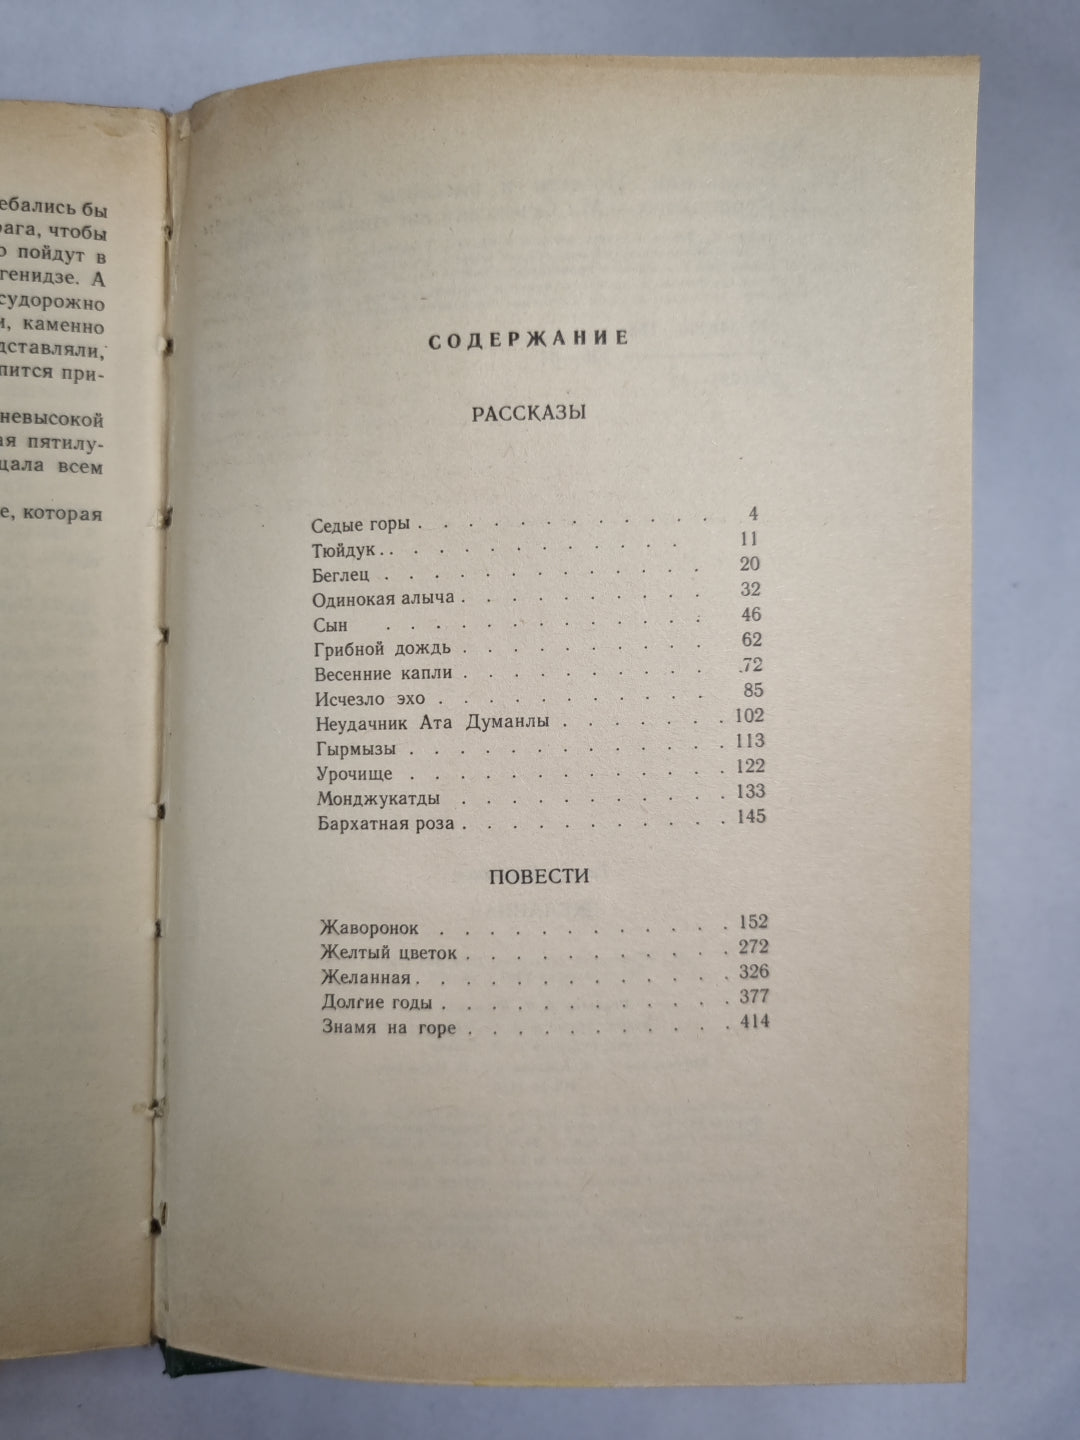 ебались бы
рага, чтобы
о пойдут в
генидзе. А
судорожно
и, каменно
дставляли,
пится при-
невысокой
ая пятилу-
щала всем
е, которая
СОДЕРЖАНИЕ
РАССКАЗЫ
Седые горы . . . . . . . . . . . . 4
Тюйдук . . . . . . . . . . . . . 11
Беглец . . . . . . . . . . . . . 20
Одинокая алыча . . . . . . . . . . 32
Сын . . . . . . . . . . . . . 46
Грибной дождь . . . . . . . . . . 62
Весенние капли . . . . . . . . . . 72
Исчезло эхо . . . . . . . . . . . 85
Неудачник Ата Думанлы . . . . . . . 102
Гырмызы . . . . . . . . . . . . . 113
Урочище . . . . . . . . . . . . . 122
Монджукатды . . . . . . . . . . . 133
Бархатная роза . . . . . . . . . . . 145
ПОВЕСТИ
Жаворонок . . . . . . . . . . . . 152
Желтый цветок . . . . . . . . . . . 272
Желанная . . . . . . . . . . . . . 326
Долгие годы . . . . . . . . . . . . 377
Знамя на горе . . . . . . . . . . . 414